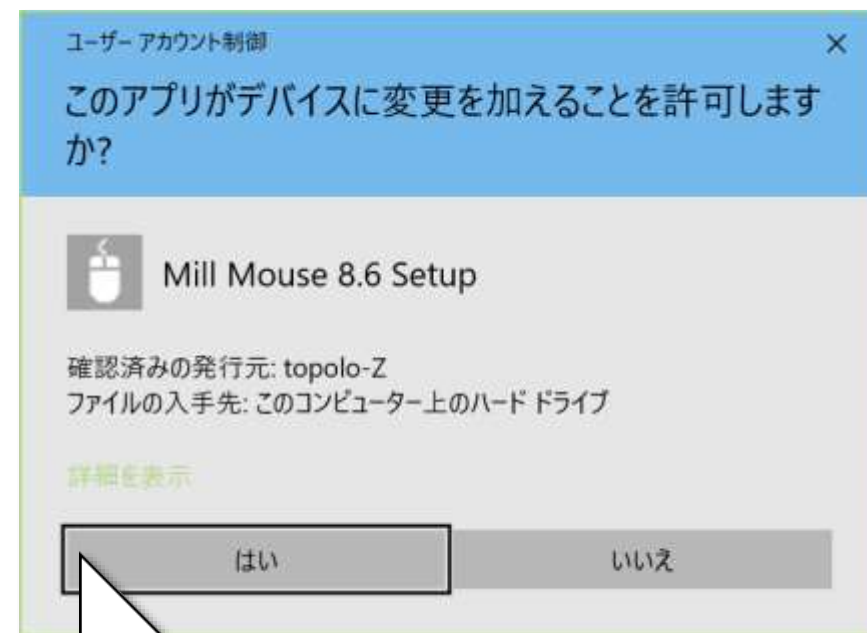 ユーザー アカウント制御
このアプリがデバイスに変更を加えることを許可します
か?
Mill Mouse 8.6 Setup
確認済みの発行元: topolo-Z
ファイルの入手先: このコンピューター上のハード ドライブ
詳細を表示
はい
いいえ